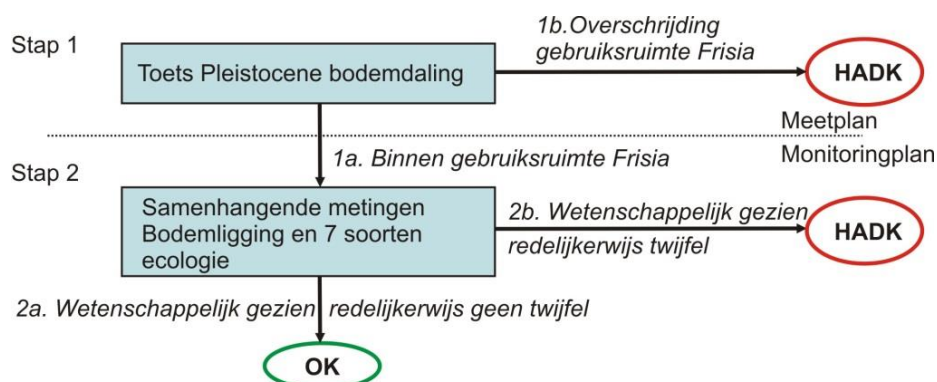 Stap 1
Toets Pleistocene bodemdaling
1b.Overschrijding
gebruiksruimte Frisia
HADK
Meetplan
Monitoringplan
1a. Binnen gebruiksruimte Frisia
Stap 2
Samenhangende metingen
Bodemligging en 7 soorten
ecologie
2b. Wetenschappelijk gezien
redelijkerwijs twijfel
HADK
2a. Wetenschappelijk gezien redelijkerwijs geen twijfel
OK